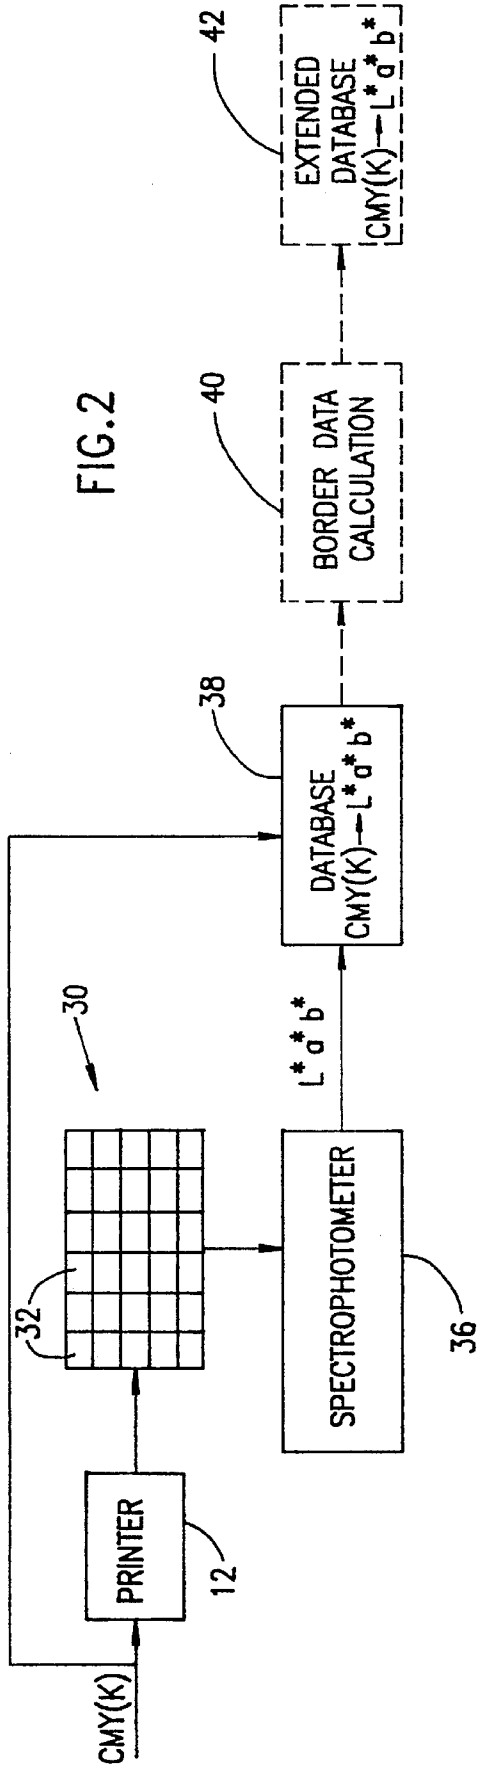 FIG.2
CMY(K)
PRINTER
12
32
30
SPECTROPHOTOMETER
36
L* a* b*
DATABASE
CMY(K)→L* a* b*
38
BORDER DATA
CALCULATION
40
EXTENDED
DATABASE
CMY(K)→L* a* b*
42